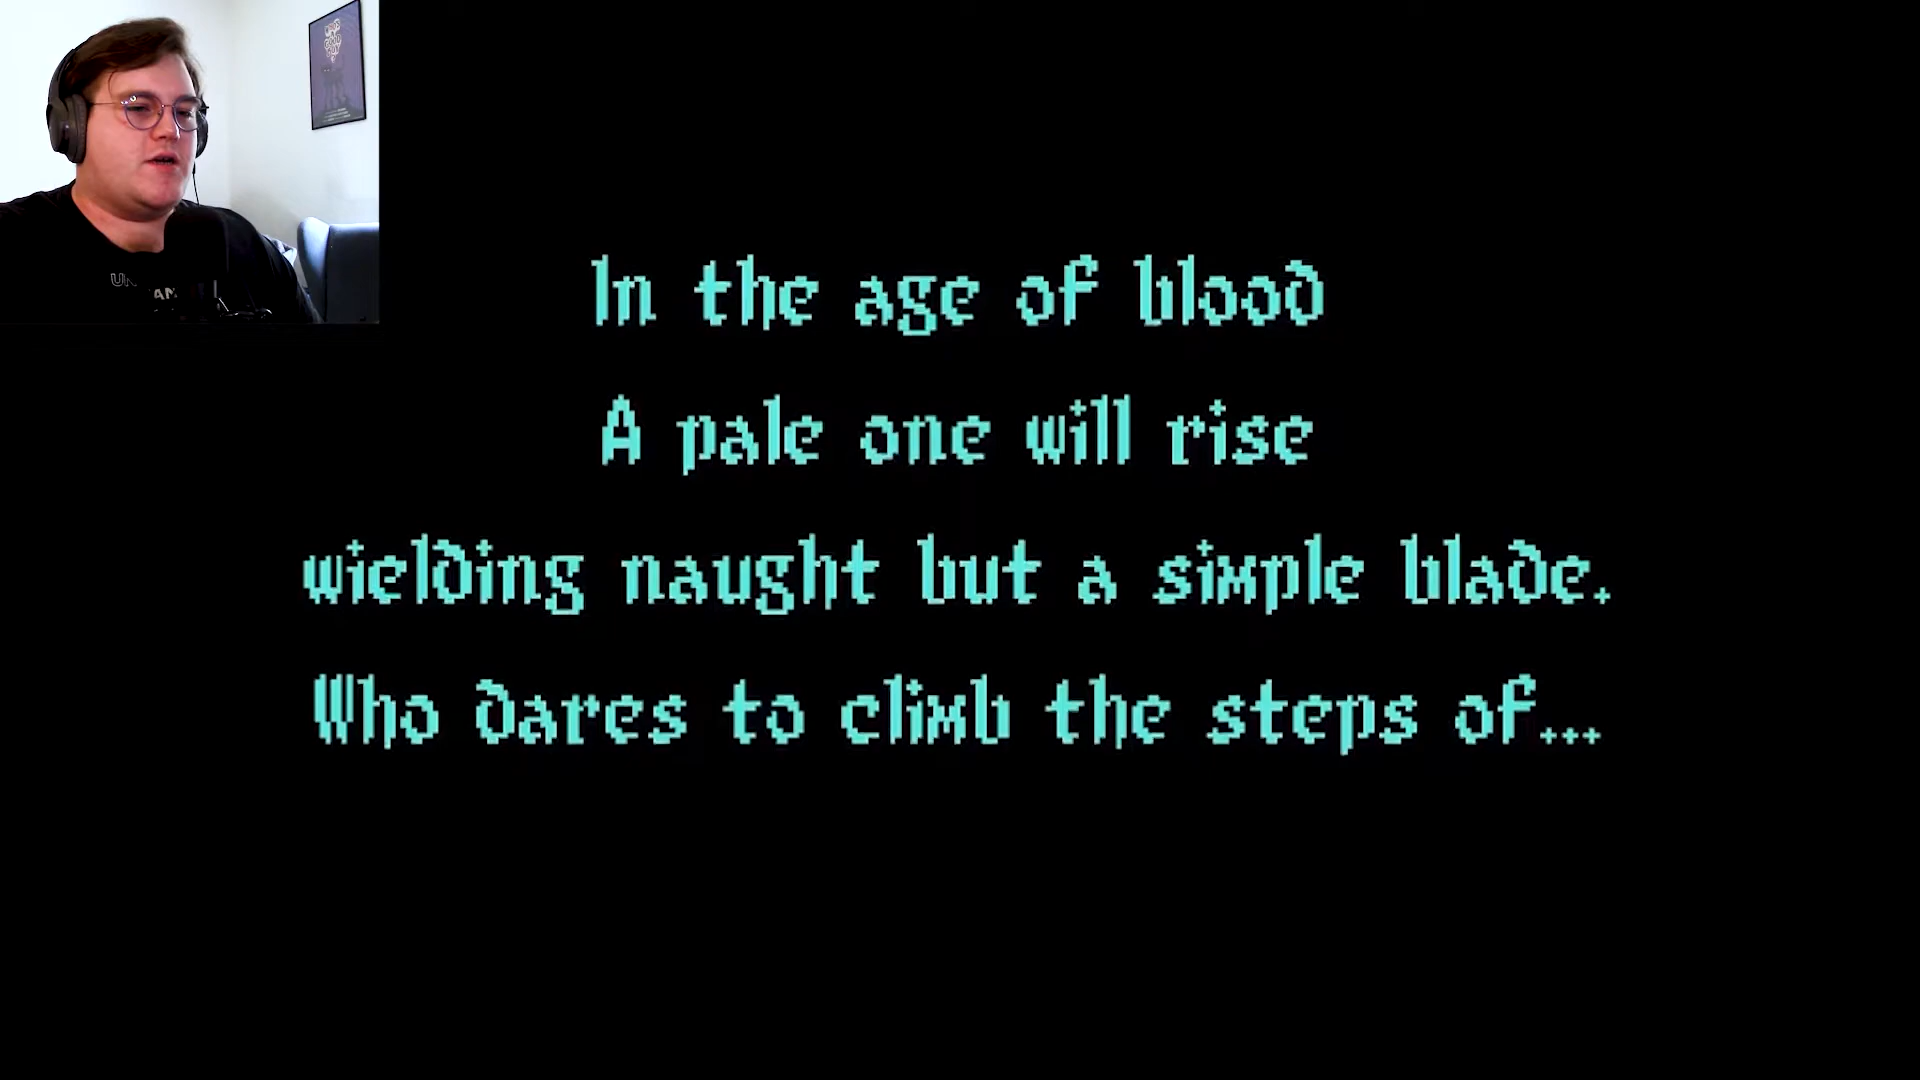 In the age of blood
A pale one will rise
wielding naught but a simple blade.
Who dares to climb the steps of...